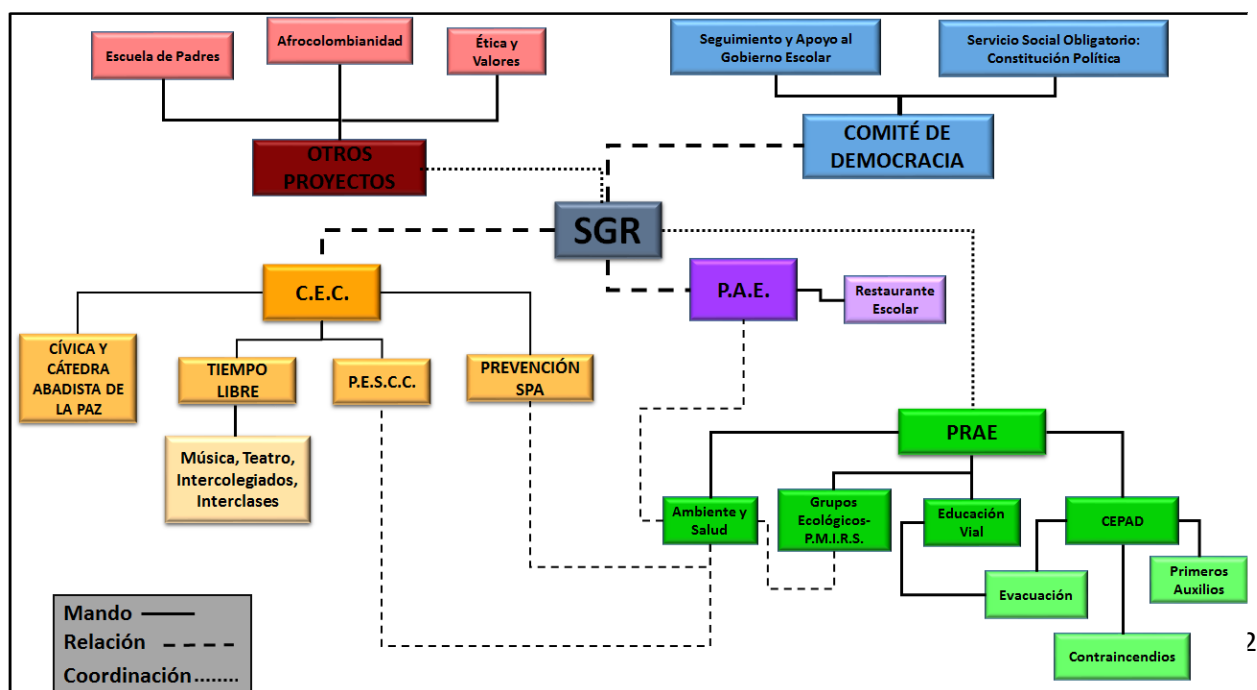 Escuela de Padres
Afrocolombianidad
Ética y
Valores
Seguimiento y Apoyo al
Gobierno Escolar
Servicio Social Obligatorio:
Constitución Política
OTROS
PROYECTOS
COMITÉ DE
DEMOCRACIA
SGR
C.E.C.
P.A.E.
Restaurante
Escolar
CÍVICA Y
CÁTEDRA
ABADISTA DE
LA PAZ
TIEMPO
LIBRE
P.E.S.C.C.
PREVENCIÓN
SPA
Música, Teatro,
Intercolegiados,
Interclases
PRAE
Ambiente y
Salud
Grupos
Ecológicos-
P.M.I.R.S.
Educación
Vial
CEPAD
Evacuación
Primeros
Auxilios
Contraincendios
Mando
Relación
Coordinación
2